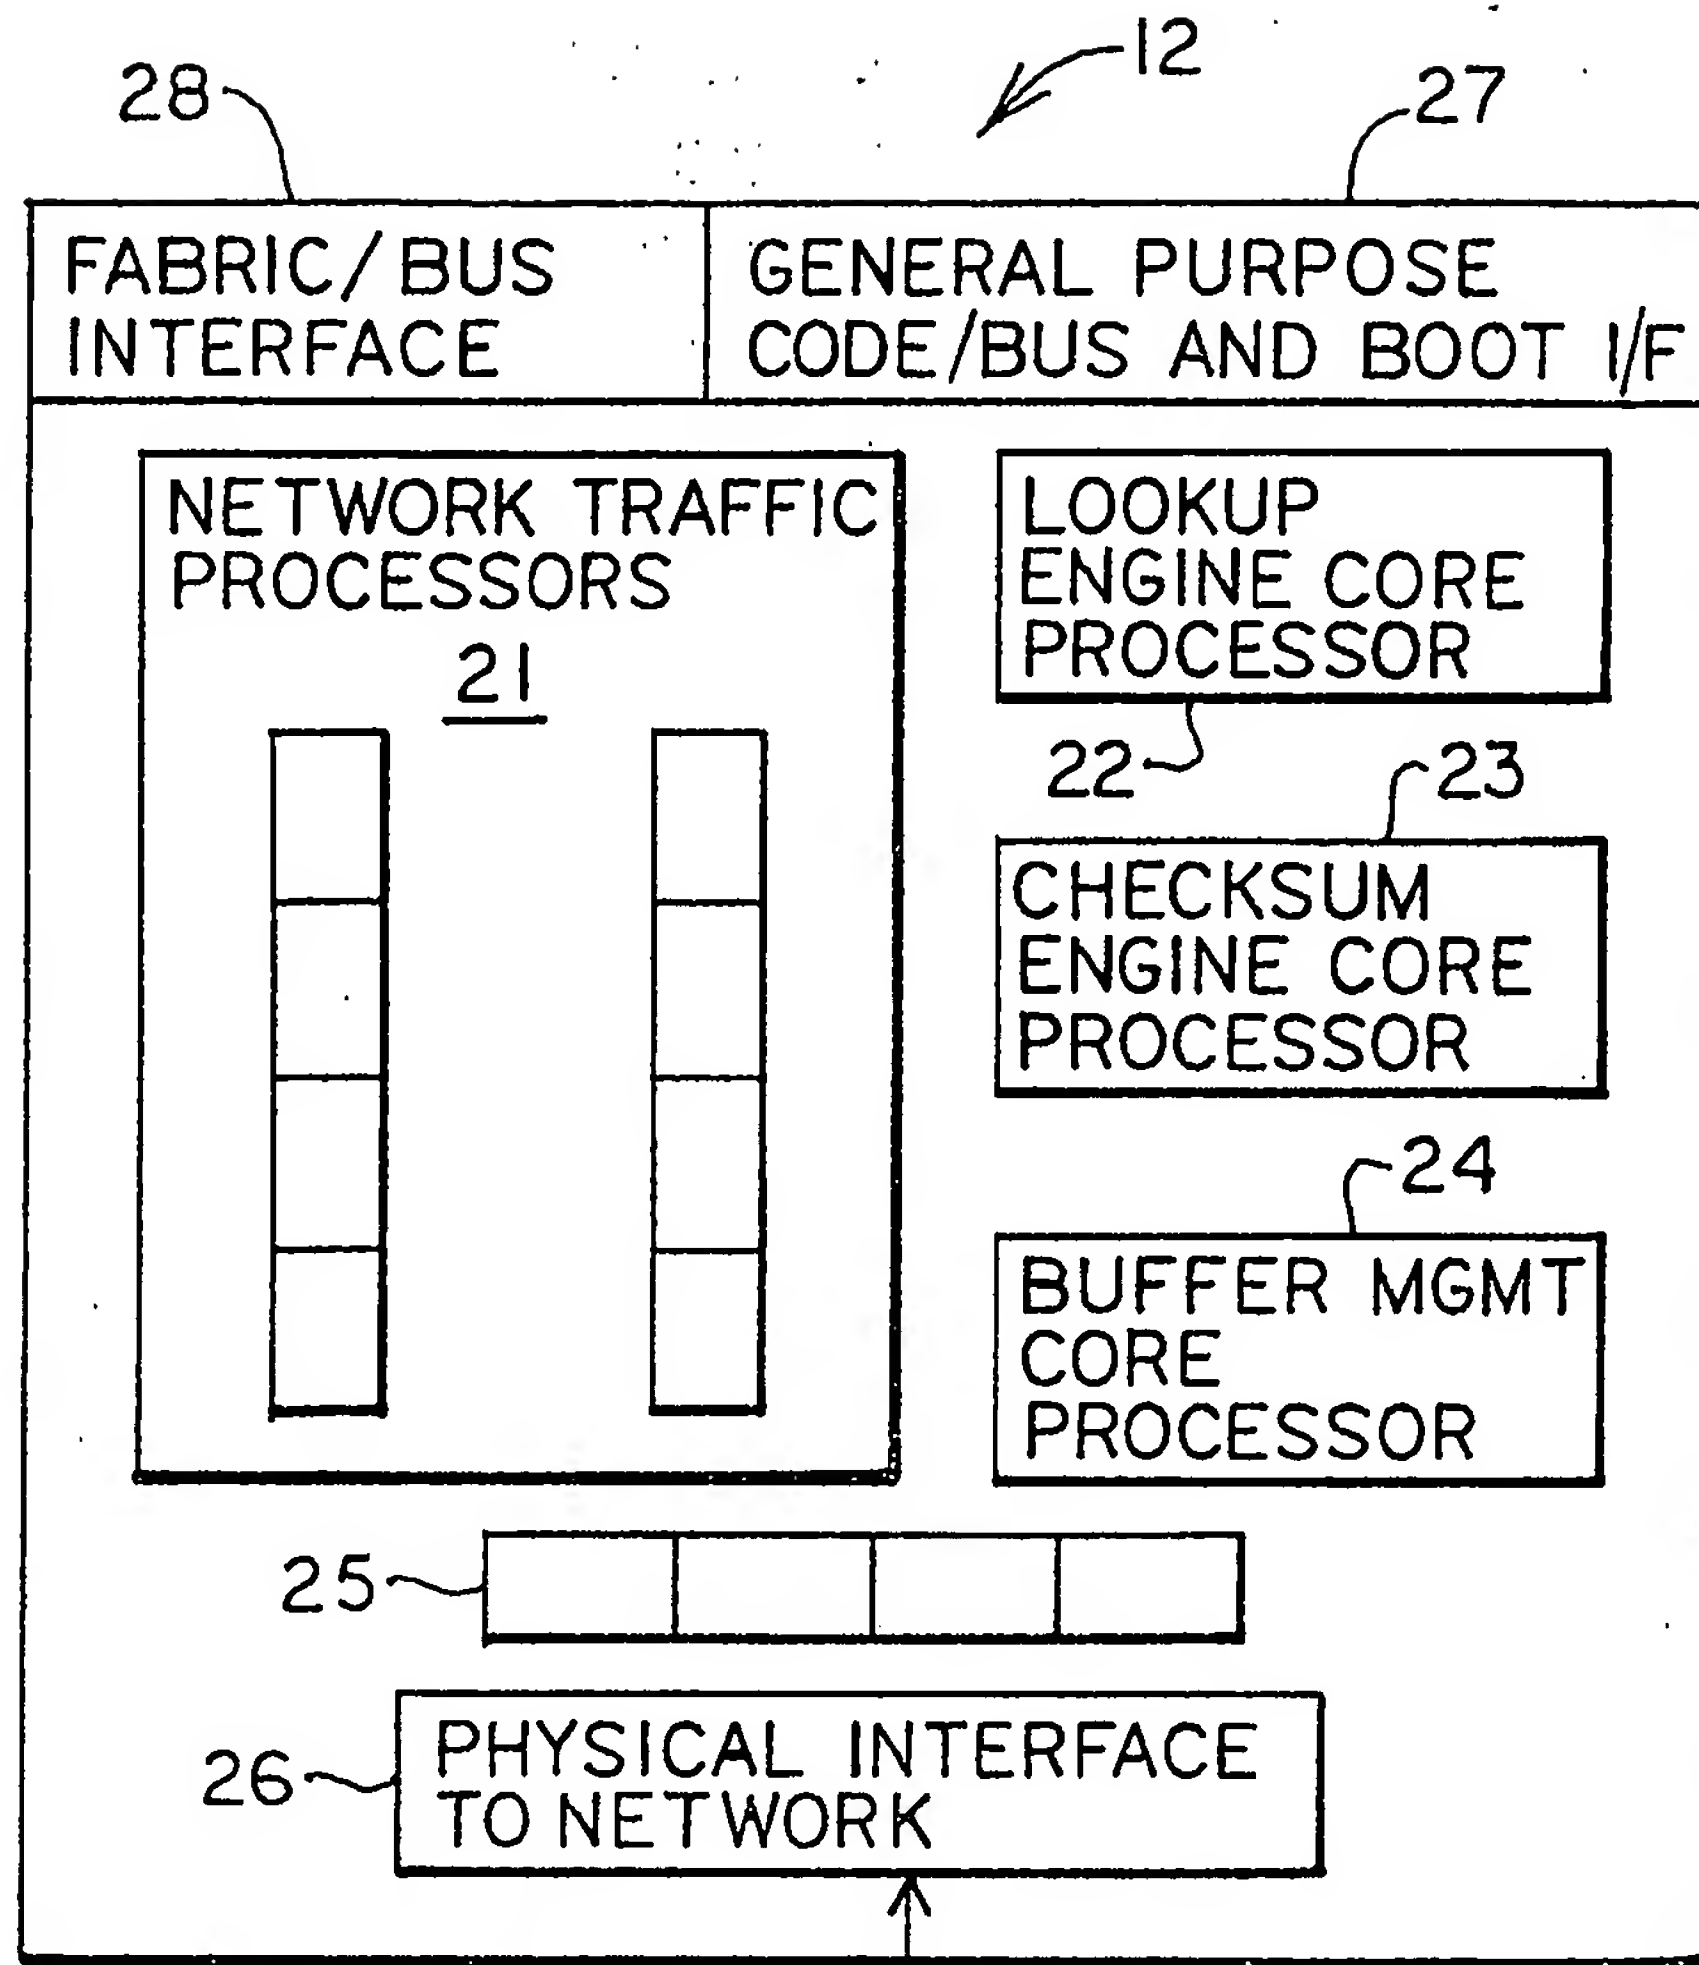 12
28
27
FABRIC/BUS
INTERFACE
GENERAL PURPOSE
CODE/BUS AND BOOT I/F
NETWORK TRAFFIC
PROCESSORS
21
LOOKUP
ENGINE CORE
PROCESSOR
22
23
CHECKSUM
ENGINE CORE
PROCESSOR
24
BUFFER MGMT
CORE
PROCESSOR
25
26
PHYSICAL INTERFACE
TO NETWORK